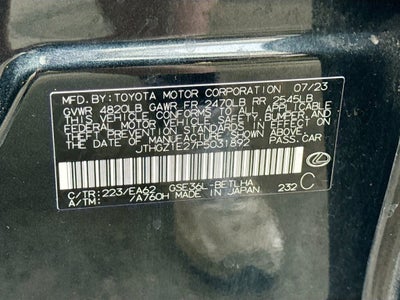 MFD.BY: TOYOTA MOTOR CORPORATION 07/23
GVWR 4820LB GAWR FR 2470LB RR 2545LB
THIS VEHICLE CONFORMS TO ALL APPLICABLE
FEDERAL MOTOR VEHICLE SAFETY, BUMPER, AND
THEFT PREVENTION STANDARDS IN EFFECT ON
THE DATE OF MANUFACTURE SHOWN ABOVE.
JTHGZ1E27P5031892 PASS.CAR
C/TR: 223/EA62 GSE36L-BETLHA 232 C
A/TM: /A760H MADE IN JAPAN